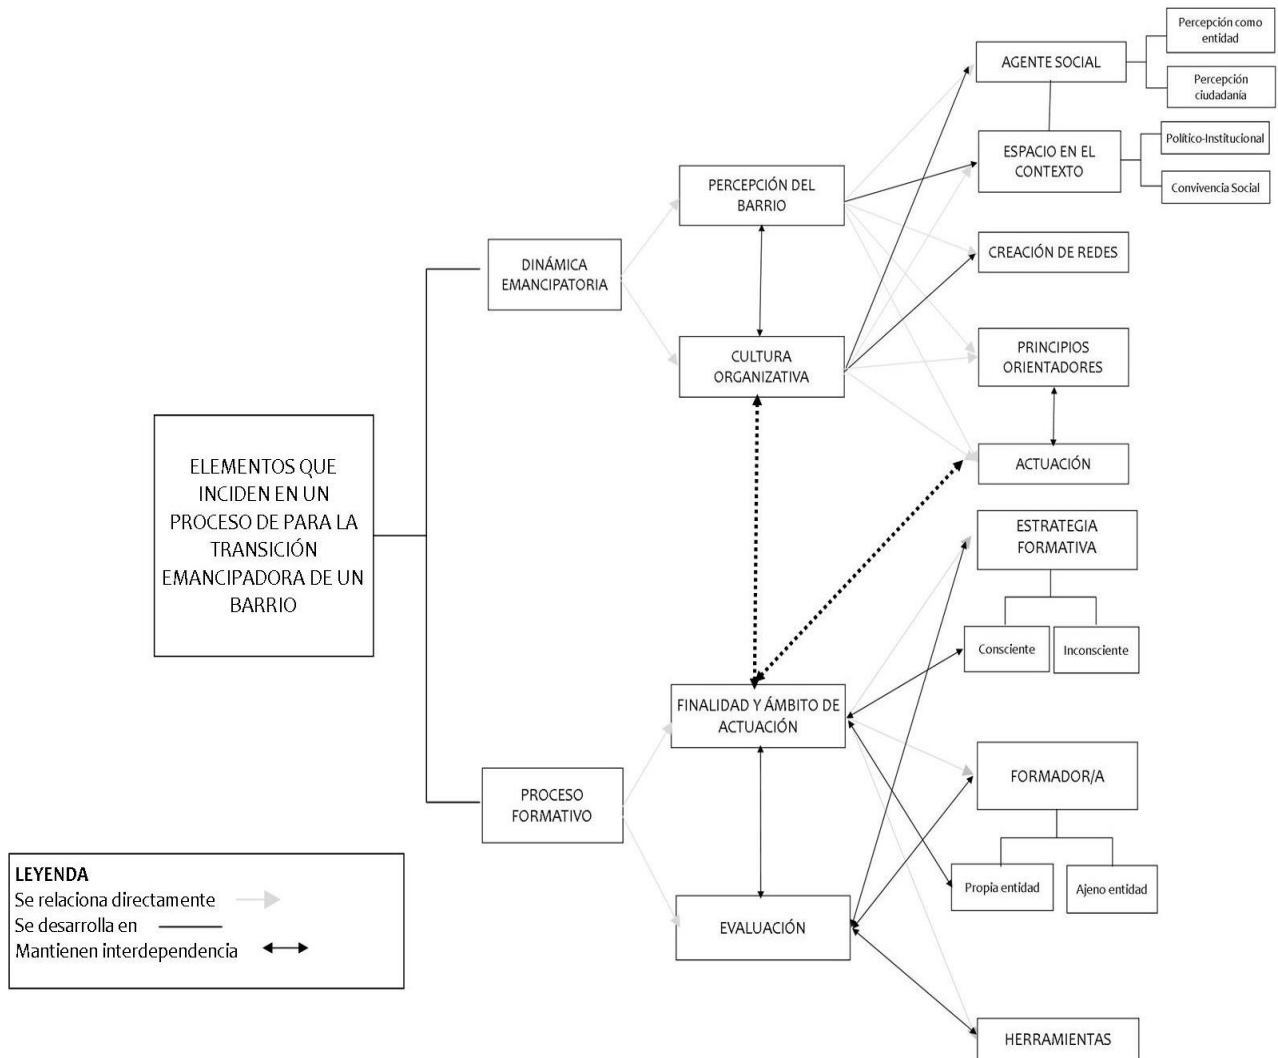 Percepción como
entidad
AGENTE SOCIAL
Percepción
ciudadanía
ESPACIO EN EL
CONTEXTO
Político-Institucional
Convivencia Social
PERCEPCIÓN DEL
BARRIO
CREACIÓN DE REDES
DINÁMICA
EMANCIPATORIA
CULTURA
ORGANIZATIVA
PRINCIPIOS
ORIENTADORES
ACTUACIÓN
ELEMENTOS QUE
INCIDEN EN UN
PROCESO DE PARA LA
TRANSICIÓN
EMANCIPADORA DE UN
BARRIO
ESTRATEGIA
FORMATIVA
Consciente
Inconsciente
FINALIDAD Y ÁMBITO DE
ACTUACIÓN
PROCESO
FORMATIVO
FORMADOR/A
Propia entidad
Ajeno entidad
EVALUACIÓN
HERRAMIENTAS
LEYENDA
Se relaciona directamente
Se desarrolla en
Mantienen interdependencia